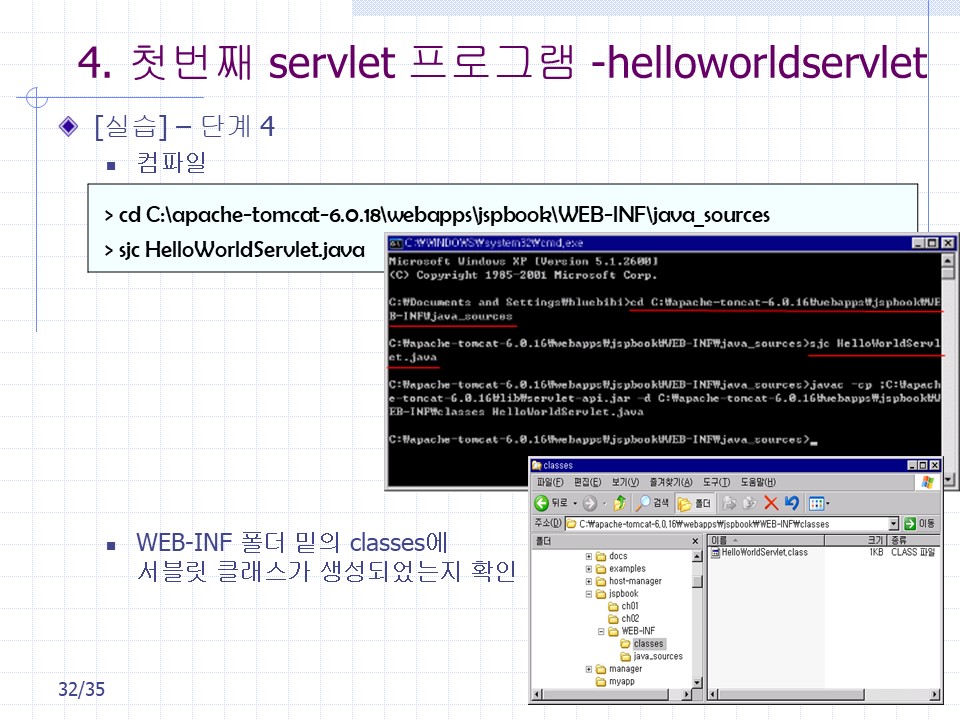 4. 첫번째 servlet 프로그램 -helloworldservlet
[실습] – 단계 4
컴파일
> cd C:\apache-tomcat-6.0.18\webapps\jspbook\WEB-INF\java_sources
> sjc HelloWorldServlet.java
C:₩WINDOWS₩system32₩cmd.exe
Microsoft Windows XP [Version 5.1.2600]
(C) Copyright 1985-2001 Microsoft Corp.
C:₩Documents and Settings₩bluebibi>cd C:₩apache-tomcat-6.0.16₩webapps₩jspbook₩WE
B-INF₩java_sources
C:₩apache-tomcat-6.0.16₩webapps₩jspbook₩WEB-INF₩java_sources>sjc HelloWorldServl
et.java
C:₩apache-tomcat-6.0.16₩webapps₩jspbook₩WEB-INF₩java_sources>javac -cp ;C:₩apach
e-tomcat-6.0.16₩lib₩servlet-api.jar -d C:₩apache-tomcat-6.0.16₩webapps₩jspbook₩W
EB-INF₩classes HelloWorldServlet.java
C:₩apache-tomcat-6.0.16₩webapps₩jspbook₩WEB-INF₩java_sources>_
classes
파일(F) 편집(E) 보기(V) 즐겨찾기(A) 도구(T) 도움말(H)
뒤로 검색 폴더
주소(D) C:₩apache-tomcat-6.0.16₩webapps₩jspbook₩WEB-INF₩classes 이동
폴더 × 이름 크기 종류
HelloWorldServlet.class 1KB CLASS 파일
docs
examples
host-manager
jspbook
ch01
ch02
WEB-INF
classes
java_sources
manager
myapp
WEB-INF 폴더 밑의 classes에
서블릿 클래스가 생성되었는지 확인
32/35